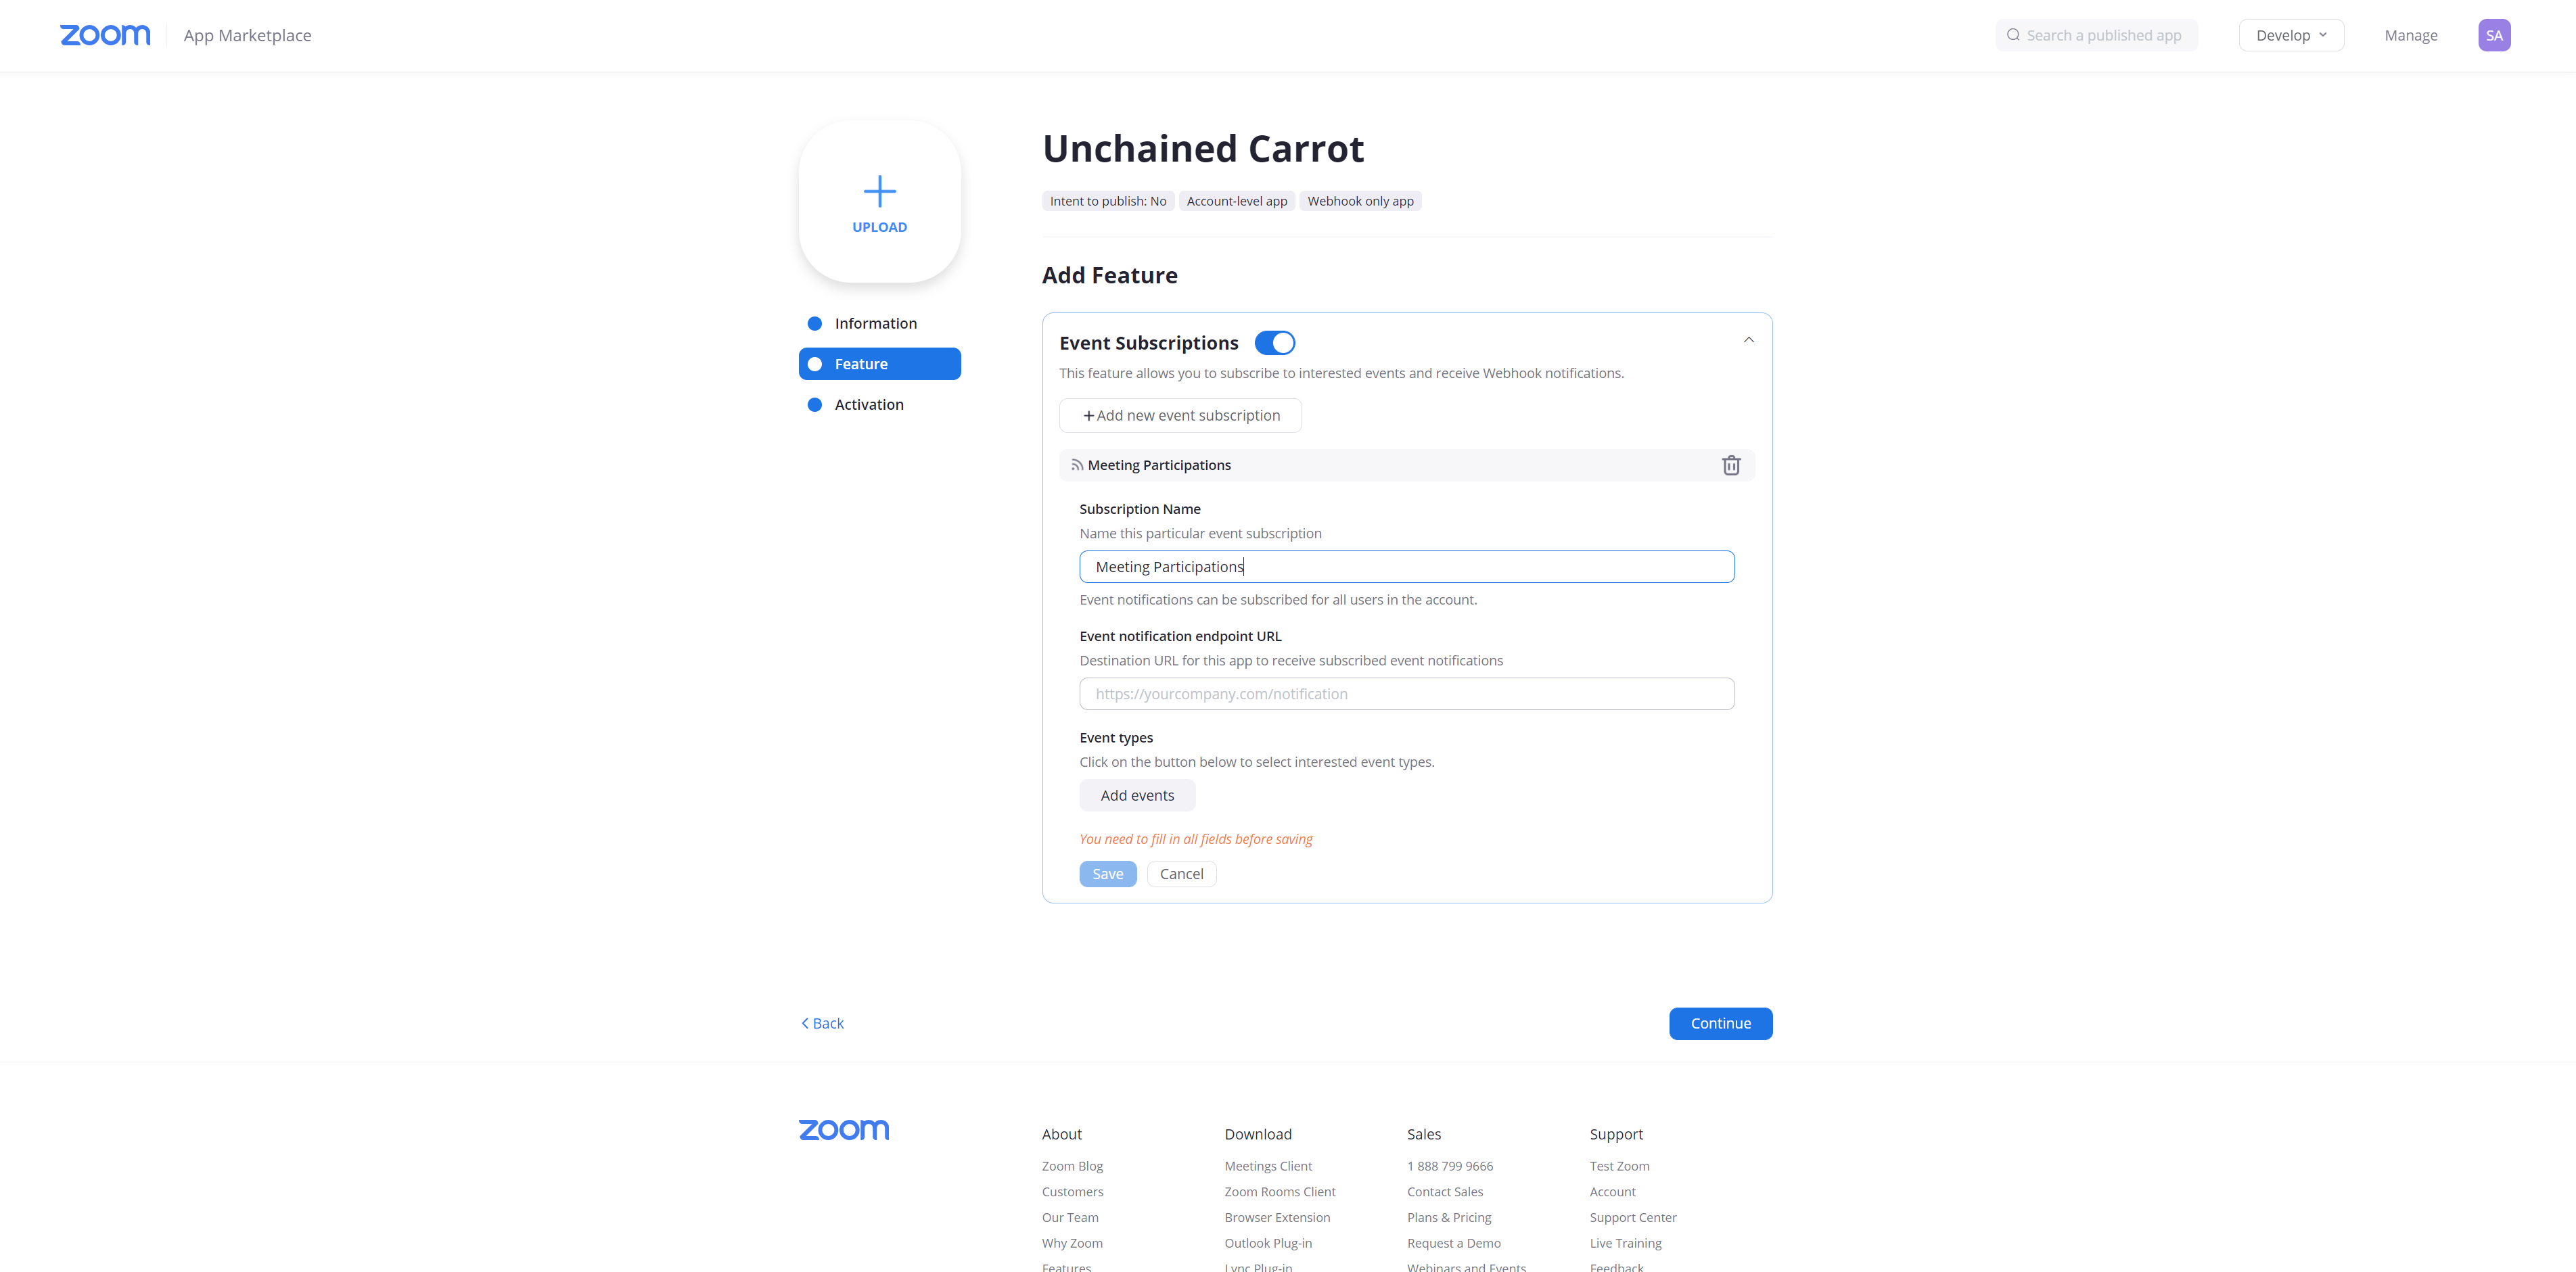 zoom App Marketplace
Search a published app
Develop
Manage
SA
UPLOAD
Information
Feature
Activation
Unchained Carrot
Intent to publish: No Account-level app Webhook only app
Add Feature
Event Subscriptions
This feature allows you to subscribe to interested events and receive Webhook notifications.
+Add new event subscription
Meeting Participations
Subscription Name
Name this particular event subscription
Meeting Participations
Event notifications can be subscribed for all users in the account.
Event notification endpoint URL
Destination URL for this app to receive subscribed event notifications
https://yourcompany.com/notification
Event types
Click on the button below to select interested event types.
Add events
You need to fill in all fields before saving
Save Cancel
Back
Continue
zoom
About
Zoom Blog
Customers
Our Team
Why Zoom
Features
Download
Meetings Client
Zoom Rooms Client
Browser Extension
Outlook Plug-in
Lync Plug-in
Sales
1 888 799 9666
Contact Sales
Plans & Pricing
Request a Demo
Webinars and Events
Support
Test Zoom
Account
Support Center
Live Training
Feedback